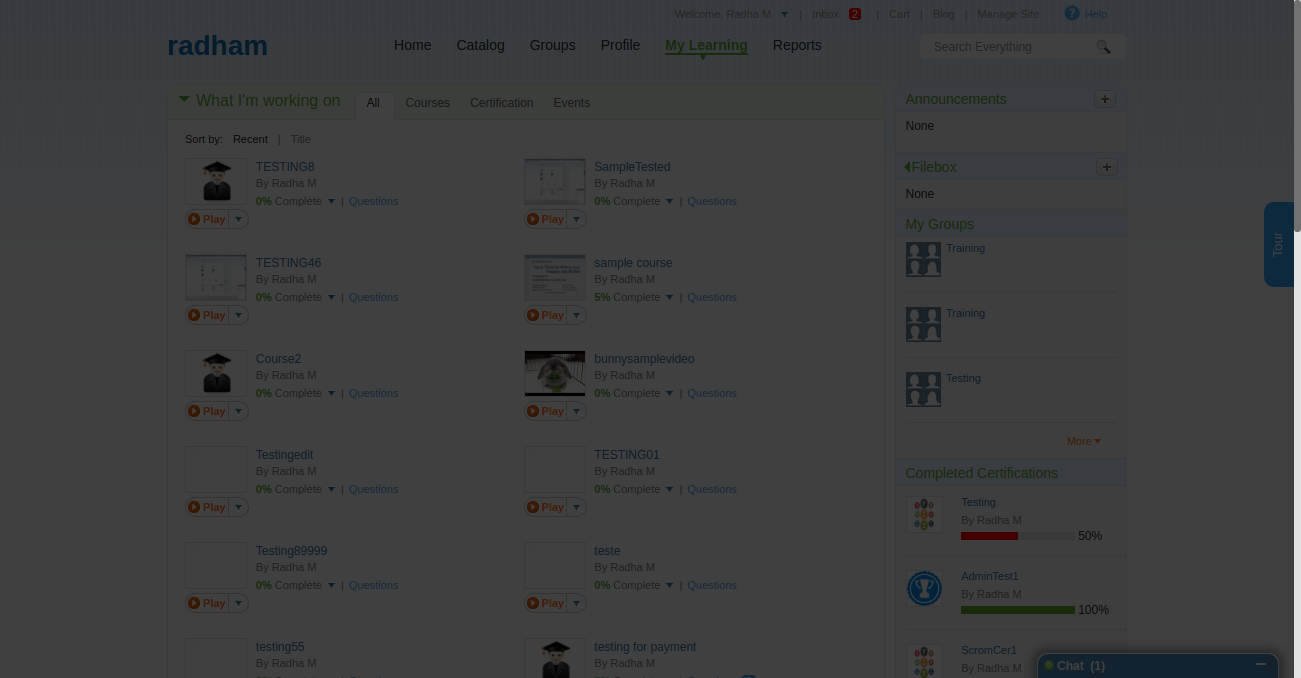 Welcome, Radha M | Inbox 2 | Cart | Blog | Manage Site ? Help
radham
Home Catalog Groups Profile My Learning Reports
Search Everything
What I'm working on All Courses Certification Events
Sort by: Recent | Title
TESTING8
By Radha M
0% Complete | Questions
Play
SampleTested
By Radha M
0% Complete | Questions
Play
TESTING46
By Radha M
0% Complete | Questions
Play
sample course
By Radha M
5% Complete | Questions
Play
Course2
By Radha M
0% Complete | Questions
Play
bunnysamplevideo
By Radha M
0% Complete | Questions
Play
Testingedit
By Radha M
0% Complete | Questions
Play
TESTING01
By Radha M
0% Complete | Questions
Play
Testing89999
By Radha M
0% Complete | Questions
Play
teste
By Radha M
0% Complete | Questions
Play
testing55
By Radha M
testing for payment
By Radha M
Announcements +
None
Filebox +
None
My Groups
Training
Training
Testing
More
Completed Certifications
Testing
By Radha M
50%
AdminTest1
By Radha M
100%
ScromCer1
By Radha M
Tour
Chat (1)